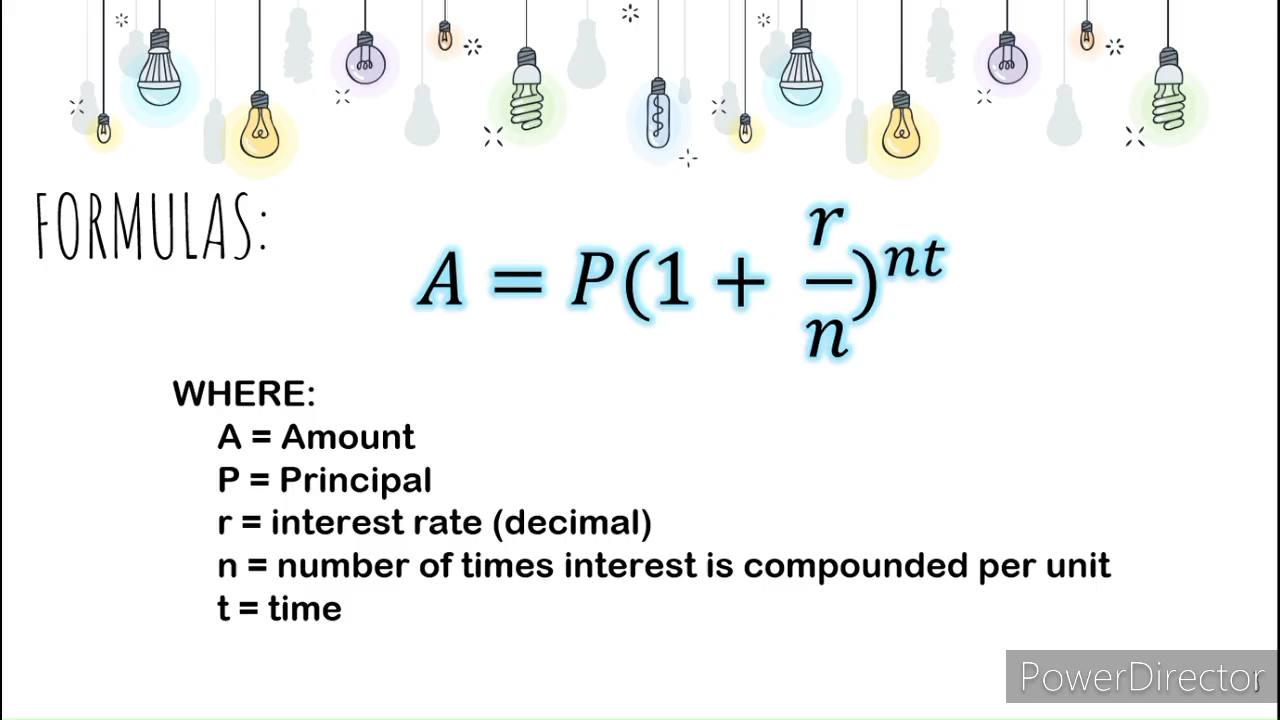 FORMULAS:
A = P(1 + r/n)^nt
WHERE:
A = Amount
P = Principal
r = interest rate (decimal)
n = number of times interest is compounded per unit
t = time
PowerDirector